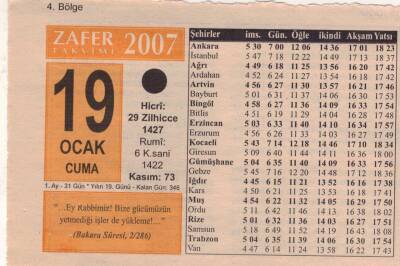 4. Bölge
ZAFER
TAKVİMİ
2007
19
OCAK
CUMA
Hicrî:
29 Zilhicce
1427
Rumî:
6 K.sani
1422
Kasım: 73
1. Ay - 31 Gün * Yılın 19. Günü - Kalan Gün: 346
"...Ey Rabbimiz! Bize gücümüzün
yetmediği işler de yükleme!..."
(Bakara Sûresi, 2/286)
Şehirler ims. Gün. Öğle ikindi Akşam Yatsı
Ankara 5 30 7 00 12 06 14 36 17 01 18 23
İstanbul 5 47 7 18 12 22 14 49 17 13 18 37
Ağrı 4 49 6 18 11 25 13 56 16 20 17 42
Ardahan 4 52 6 24 11 27 13 54 16 18 17 42
Artvin 4 56 6 27 11 30 13 57 16 21 17 46
Bayburt 5 01 6 31 11 37 14 06 16 30 17 53
Bingöl 4 58 6 27 11 36 14 09 16 33 17 54
Bitlis 4 51 6 19 11 29 14 04 16 28 17 48
Erzincan 5 03 6 33 11 40 14 10 16 34 17 57
Erzurum 4 56 6 26 11 33 14 03 16 27 17 49
Kocaeli 5 43 7 14 12 18 14 46 17 10 18 34
Giresun 5 09 6 40 11 44 14 11 16 36 18 00
Gümüşhane 5 04 6 35 11 40 14 09 16 33 17 56
Gebze 5 45 7 16 12 20 14 48 17 12 18 36
Iğdır 4 45 6 15 11 21 13 52 16 16 17 38
Kars 4 50 6 21 11 25 13 53 16 18 17 41
Muş 4 54 6 22 11 32 14 05 16 29 17 50
Ordu 5 11 6 42 11 46 14 13 16 38 18 02
Rize 5 01 6 32 11 36 14 03 16 27 17 51
Samsun 5 18 6 49 11 52 14 19 16 43 18 08
Trabzon 5 04 6 35 11 39 14 06 16 30 17 54
Van 4 47 6 14 11 24 13 59 16 23 17 43